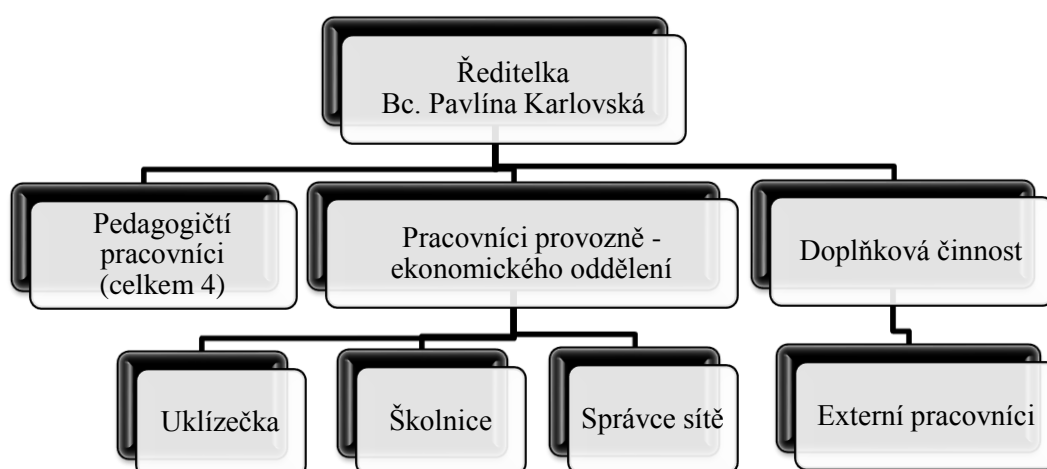 Ředitelka
Bc. Pavlína Karlovská
Pedagogičtí
pracovníci
(celkem 4)
Pracovníci provozně -
ekonomického oddělení
Doplňková činnost
Uklízečka
Školnice
Správce sítě
Externí pracovníci